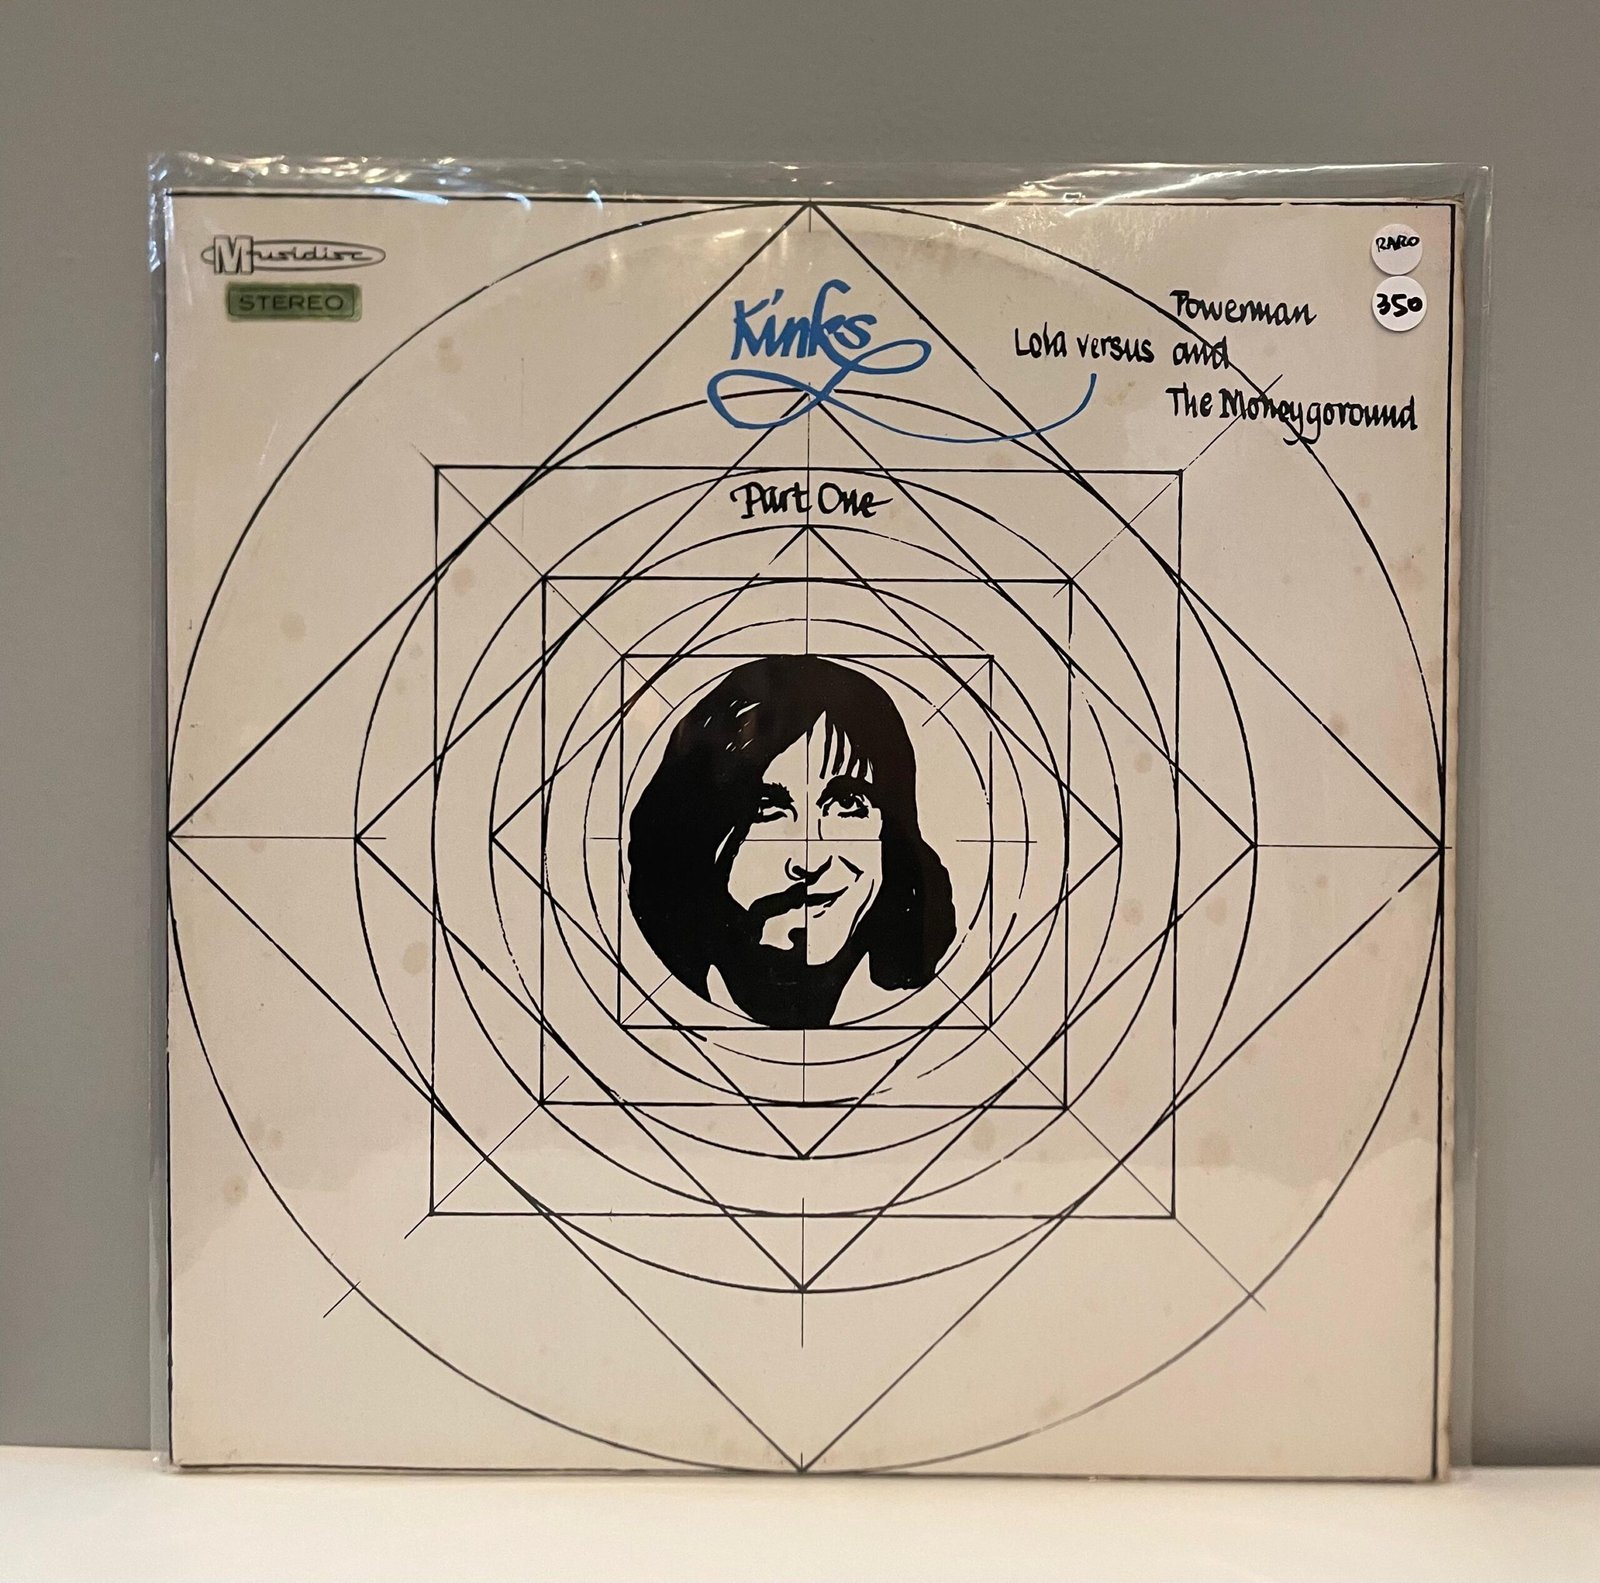 Musidisc
STEREO
Kinks
Powerman
Lola versus and
The Moneygoround
RARO
350
Part One